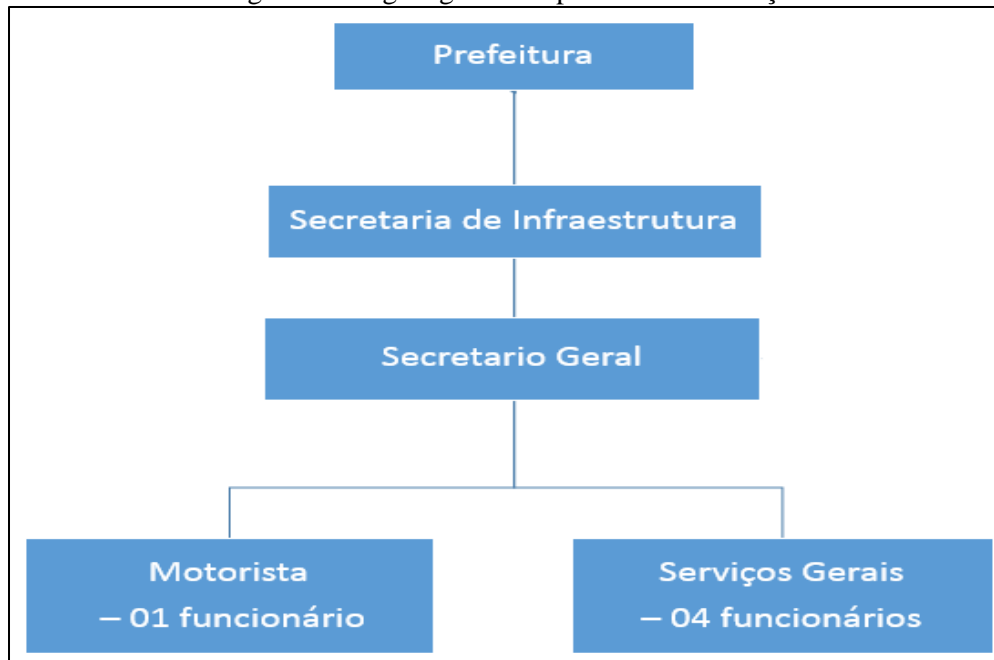 Prefeitura
Secretaria de Infraestrutura
Secretario Geral
Motorista
– 01 funcionário
Serviços Gerais
– 04 funcionários